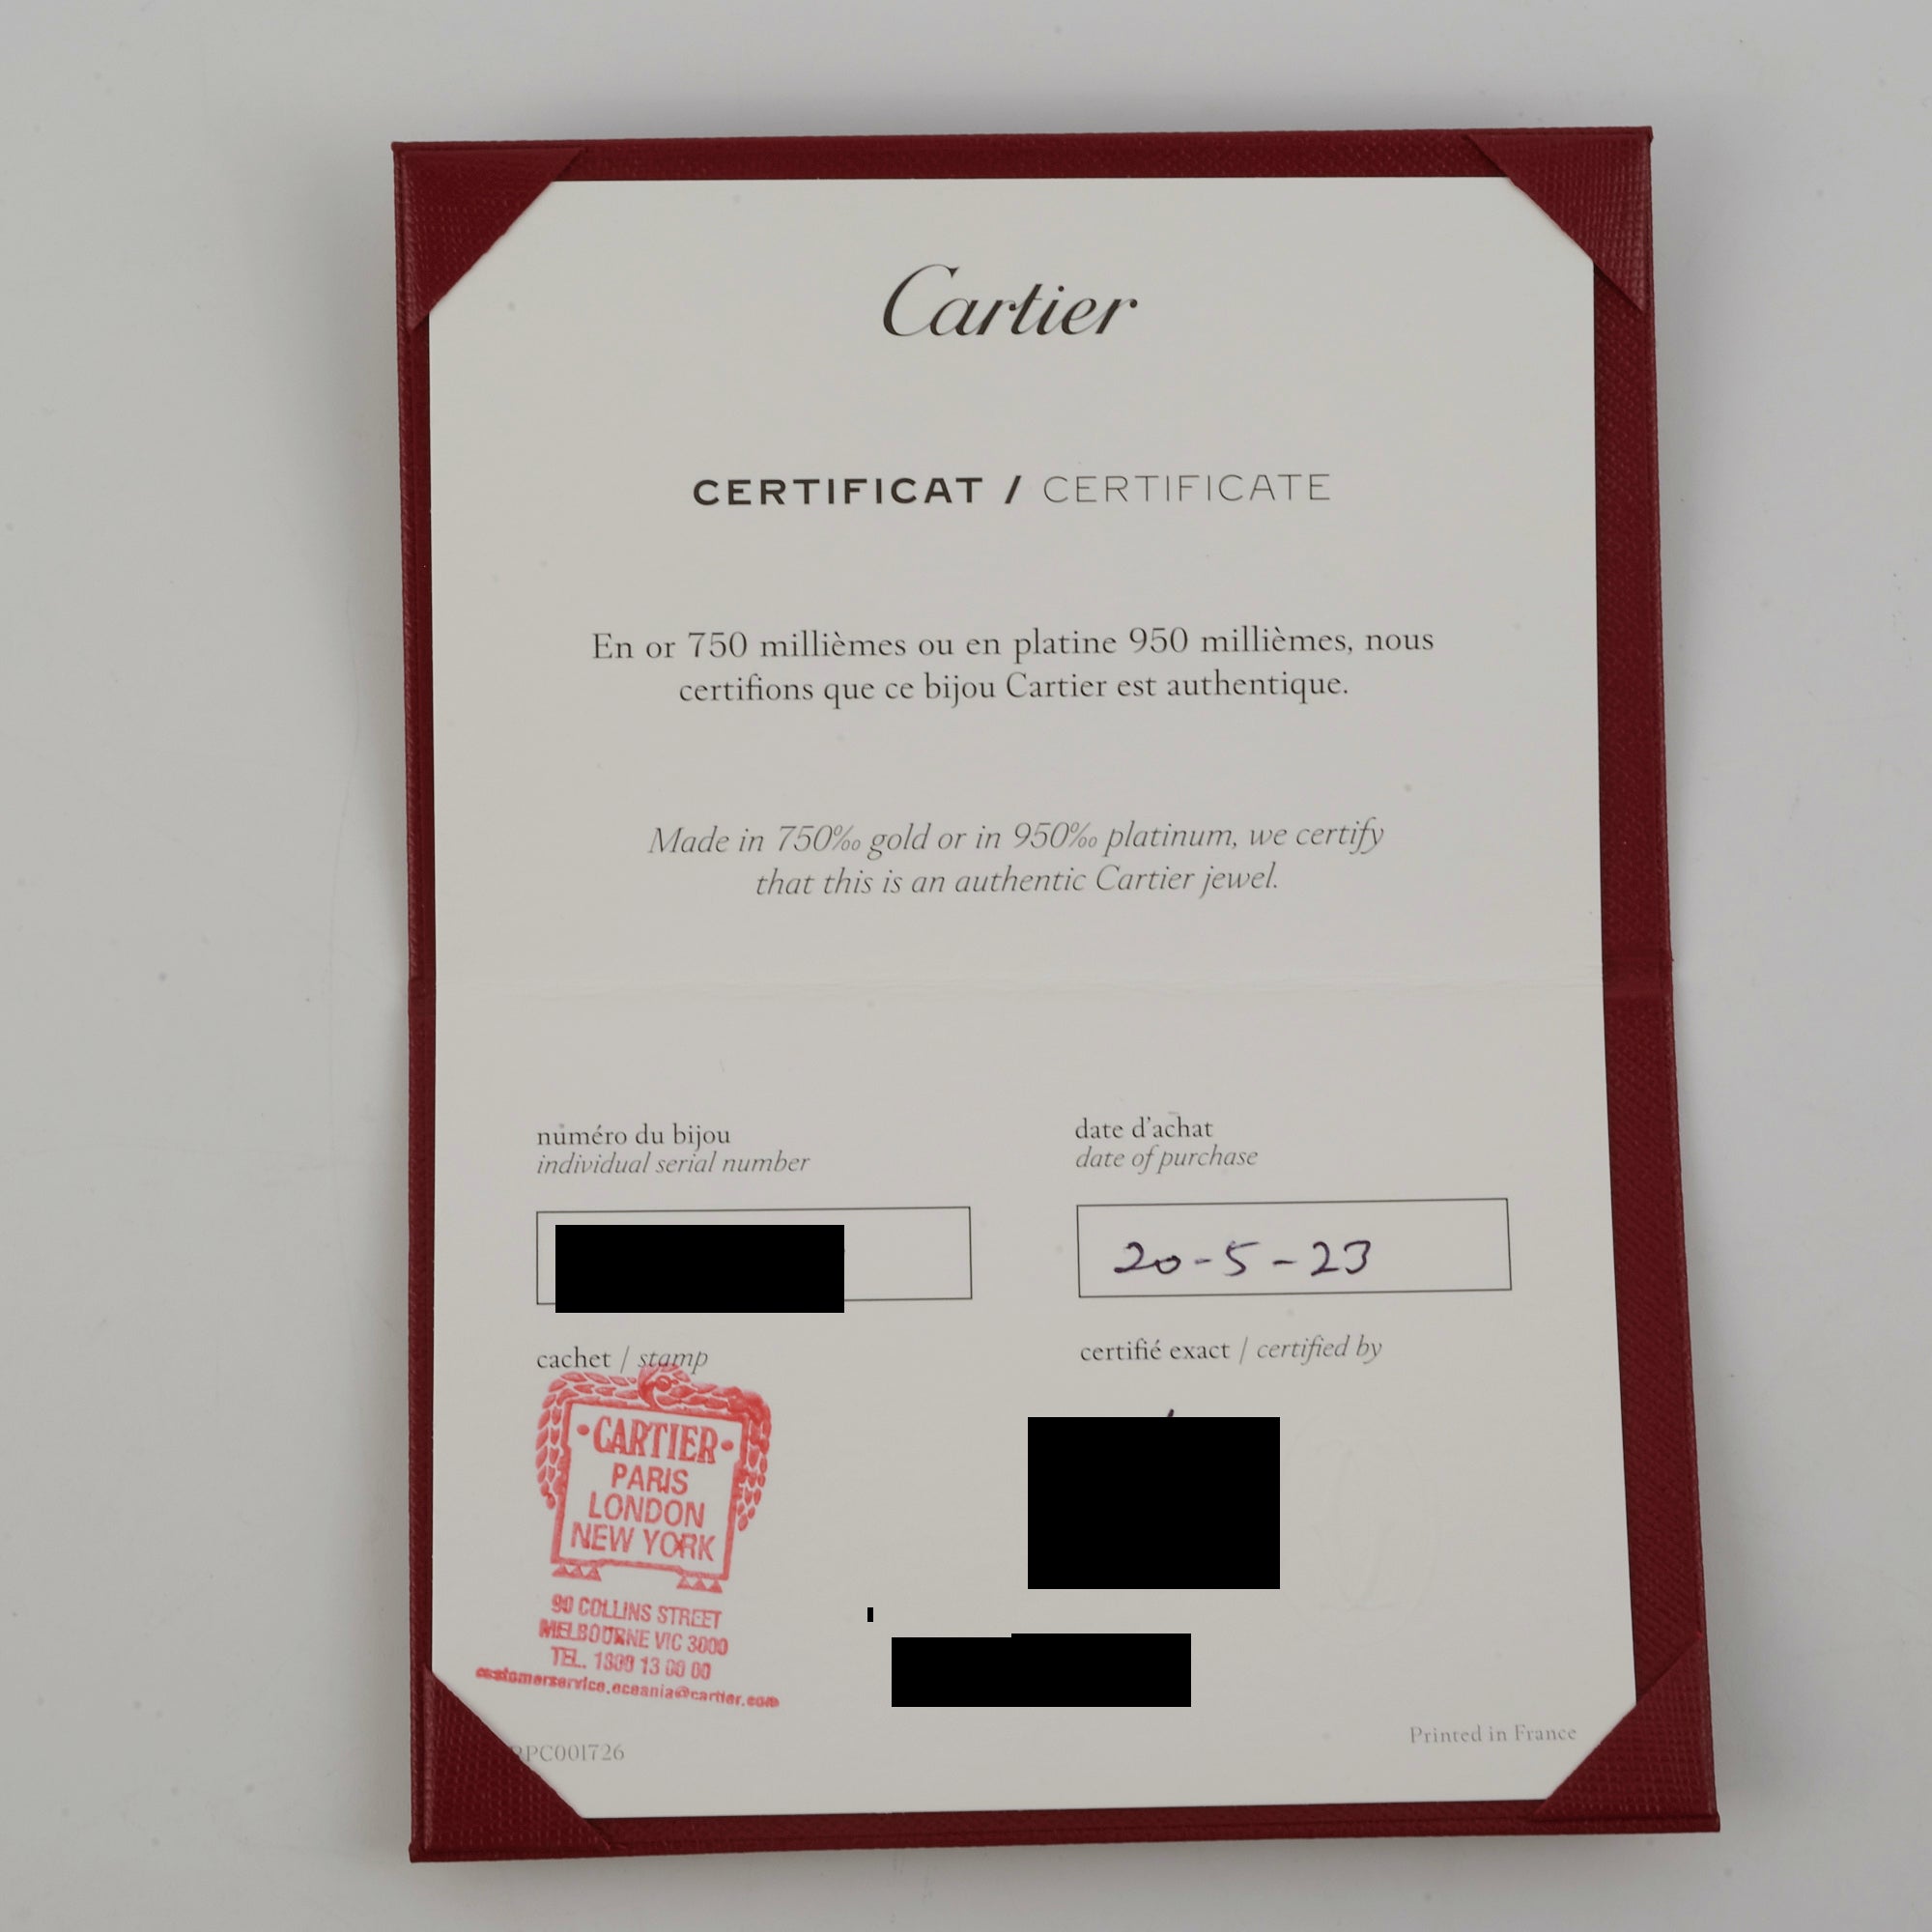 Cartier
CERTIFICAT / CERTIFICATE
En or 750 millièmes ou en platine 950 millièmes, nous
certifions que ce bijou Cartier est authentique.
Made in 750‰ gold or in 950‰ platinum, we certify
that this is an authentic Cartier jewel.
numéro du bijou
individual serial number
date d'achat
date of purchase
20-5-23
cachet / stamp
certifié exact / certified by
·CARTIER·
PARIS
LONDON
NEW YORK
90 COLLINS STREET
MELBOURNE VIC 3000
TEL. 1300 13 00 00
customerservice.oceania@cartier.com
RPC001726
Printed in France